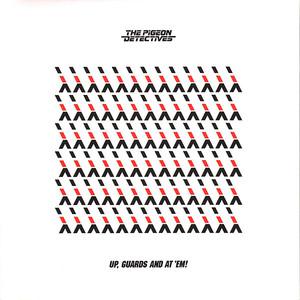 THE PIGEON
DETECTIVES
UP, GUARDS AND AT 'EM!